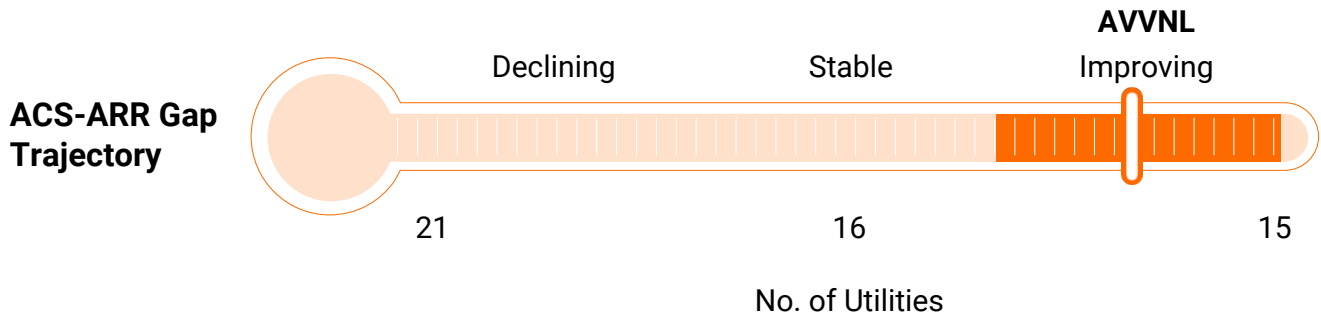 AVVNL
Declining Stable Improving
ACS-ARR Gap
Trajectory
21 16 15
No. of Utilities